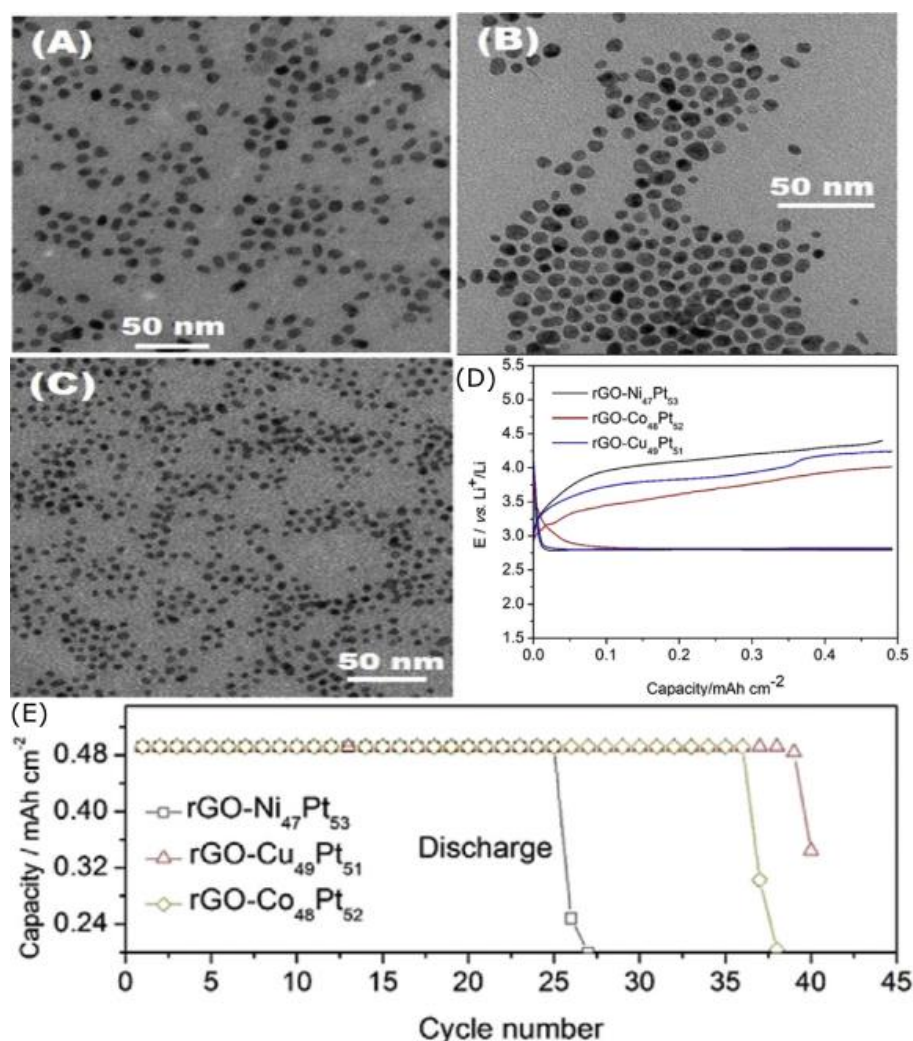 (A)
50 nm
(B)
50 nm
(C)
50 nm
(D)
5.5
5.0
4.5
4.0
3.5
3.0
2.5
2.0
1.5
E / vs. Li⁺/Li
rGO-Ni₄₇Pt₅₃
rGO-Co₄₈Pt₅₂
rGO-Cu₄₉Pt₅₁
0.0 0.1 0.2 0.3 0.4 0.5
Capacity/mAh cm⁻²
(E)
0.48
0.40
0.32
0.24
Capacity / mAh cm⁻²
rGO-Ni₄₇Pt₅₃
rGO-Cu₄₉Pt₅₁
rGO-Co₄₈Pt₅₂
Discharge
0 5 10 15 20 25 30 35 40 45
Cycle number